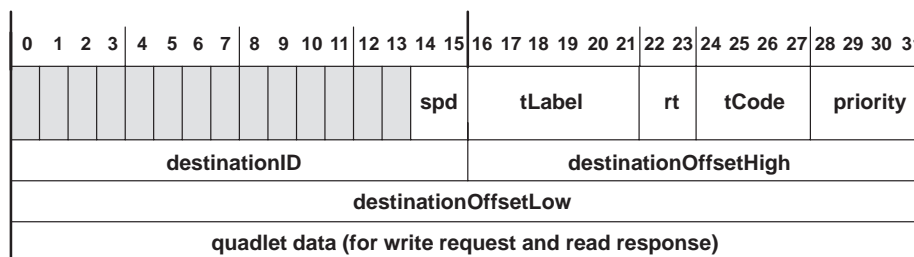 0 1 2 3 4 5 6 7 8 9 10 11 12 13 14 15 16 17 18 19 20 21 22 23 24 25 26 27 28 29 30 31
spd tLabel rt tCode priority
destinationID destinationOffsetHigh
destinationOffsetLow
quadlet data (for write request and read response)